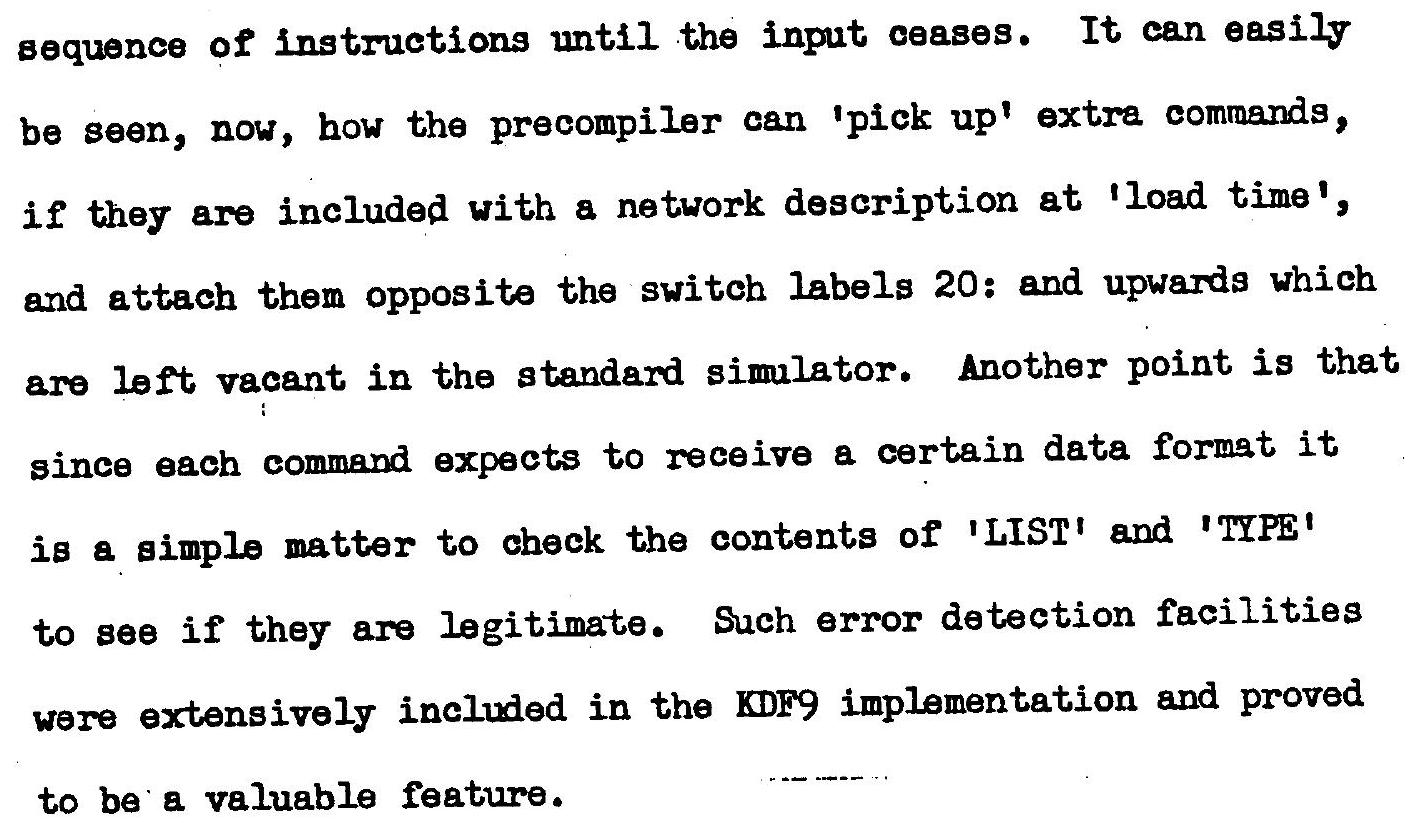 sequence of instructions until the input ceases. It can easily
be seen, now, how the precompiler can 'pick up' extra commands,
if they are included with a network description at 'load time',
and attach them opposite the switch labels 20: and upwards which
are left vacant in the standard simulator. Another point is that
since each command expects to receive a certain data format it
is a simple matter to check the contents of 'LIST' and 'TYPE'
to see if they are legitimate. Such error detection facilities
were extensively included in the KDF9 implementation and proved
to be a valuable feature.